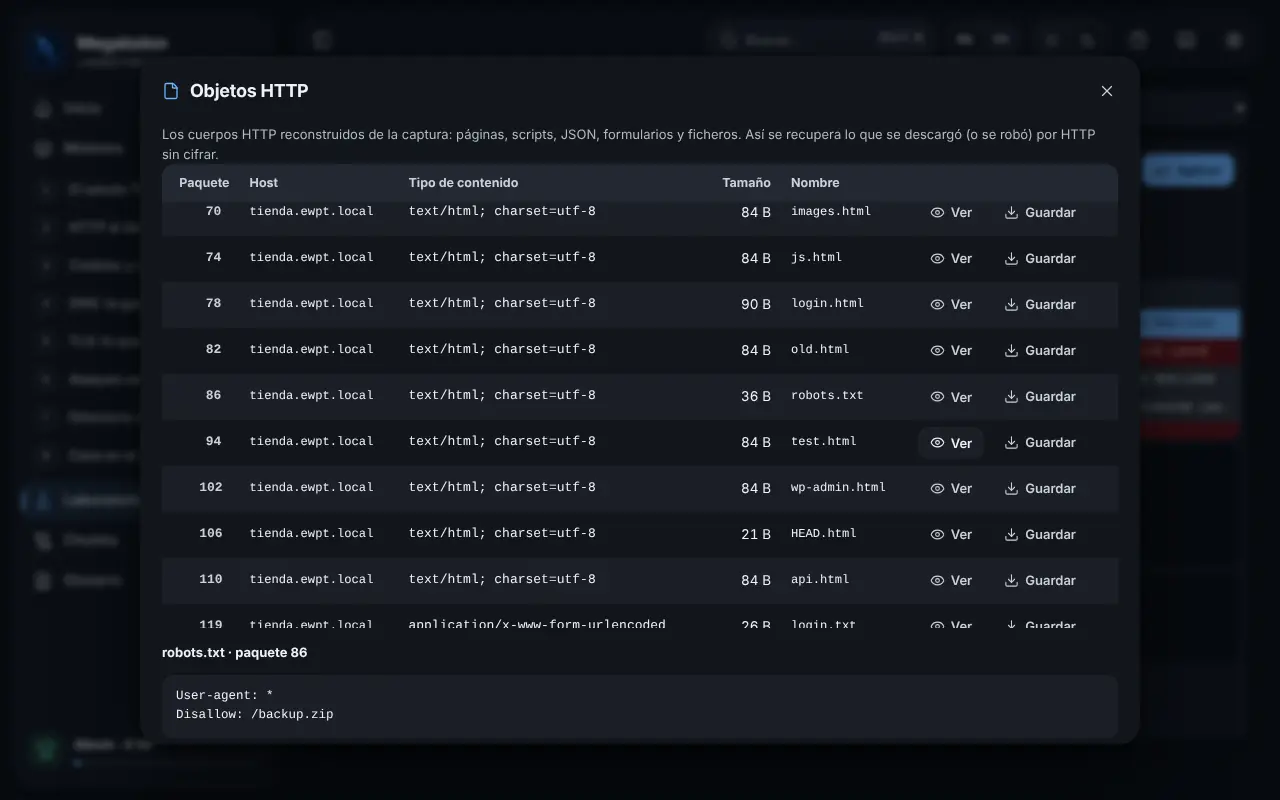 Objetos HTTP
Los cuerpos HTTP reconstruidos de la captura: páginas, scripts, JSON, formularios y ficheros. Así se recupera lo que se descargó (o se robó) por HTTP
sin cifrar.
Paquete Host Tipo de contenido Tamaño Nombre
70 tienda.ewpt.local text/html; charset=utf-8 84 B images.html Ver Guardar
74 tienda.ewpt.local text/html; charset=utf-8 84 B js.html Ver Guardar
78 tienda.ewpt.local text/html; charset=utf-8 90 B login.html Ver Guardar
82 tienda.ewpt.local text/html; charset=utf-8 84 B old.html Ver Guardar
86 tienda.ewpt.local text/html; charset=utf-8 36 B robots.txt Ver Guardar
94 tienda.ewpt.local text/html; charset=utf-8 84 B test.html Ver Guardar
102 tienda.ewpt.local text/html; charset=utf-8 84 B wp-admin.html Ver Guardar
106 tienda.ewpt.local text/html; charset=utf-8 21 B HEAD.html Ver Guardar
110 tienda.ewpt.local text/html; charset=utf-8 84 B api.html Ver Guardar
119 tienda.ewpt.local application/x-www-form-urlencoded 26 B login.txt Ver Guardar
robots.txt · paquete 86
User-agent: *
Disallow: /backup.zip